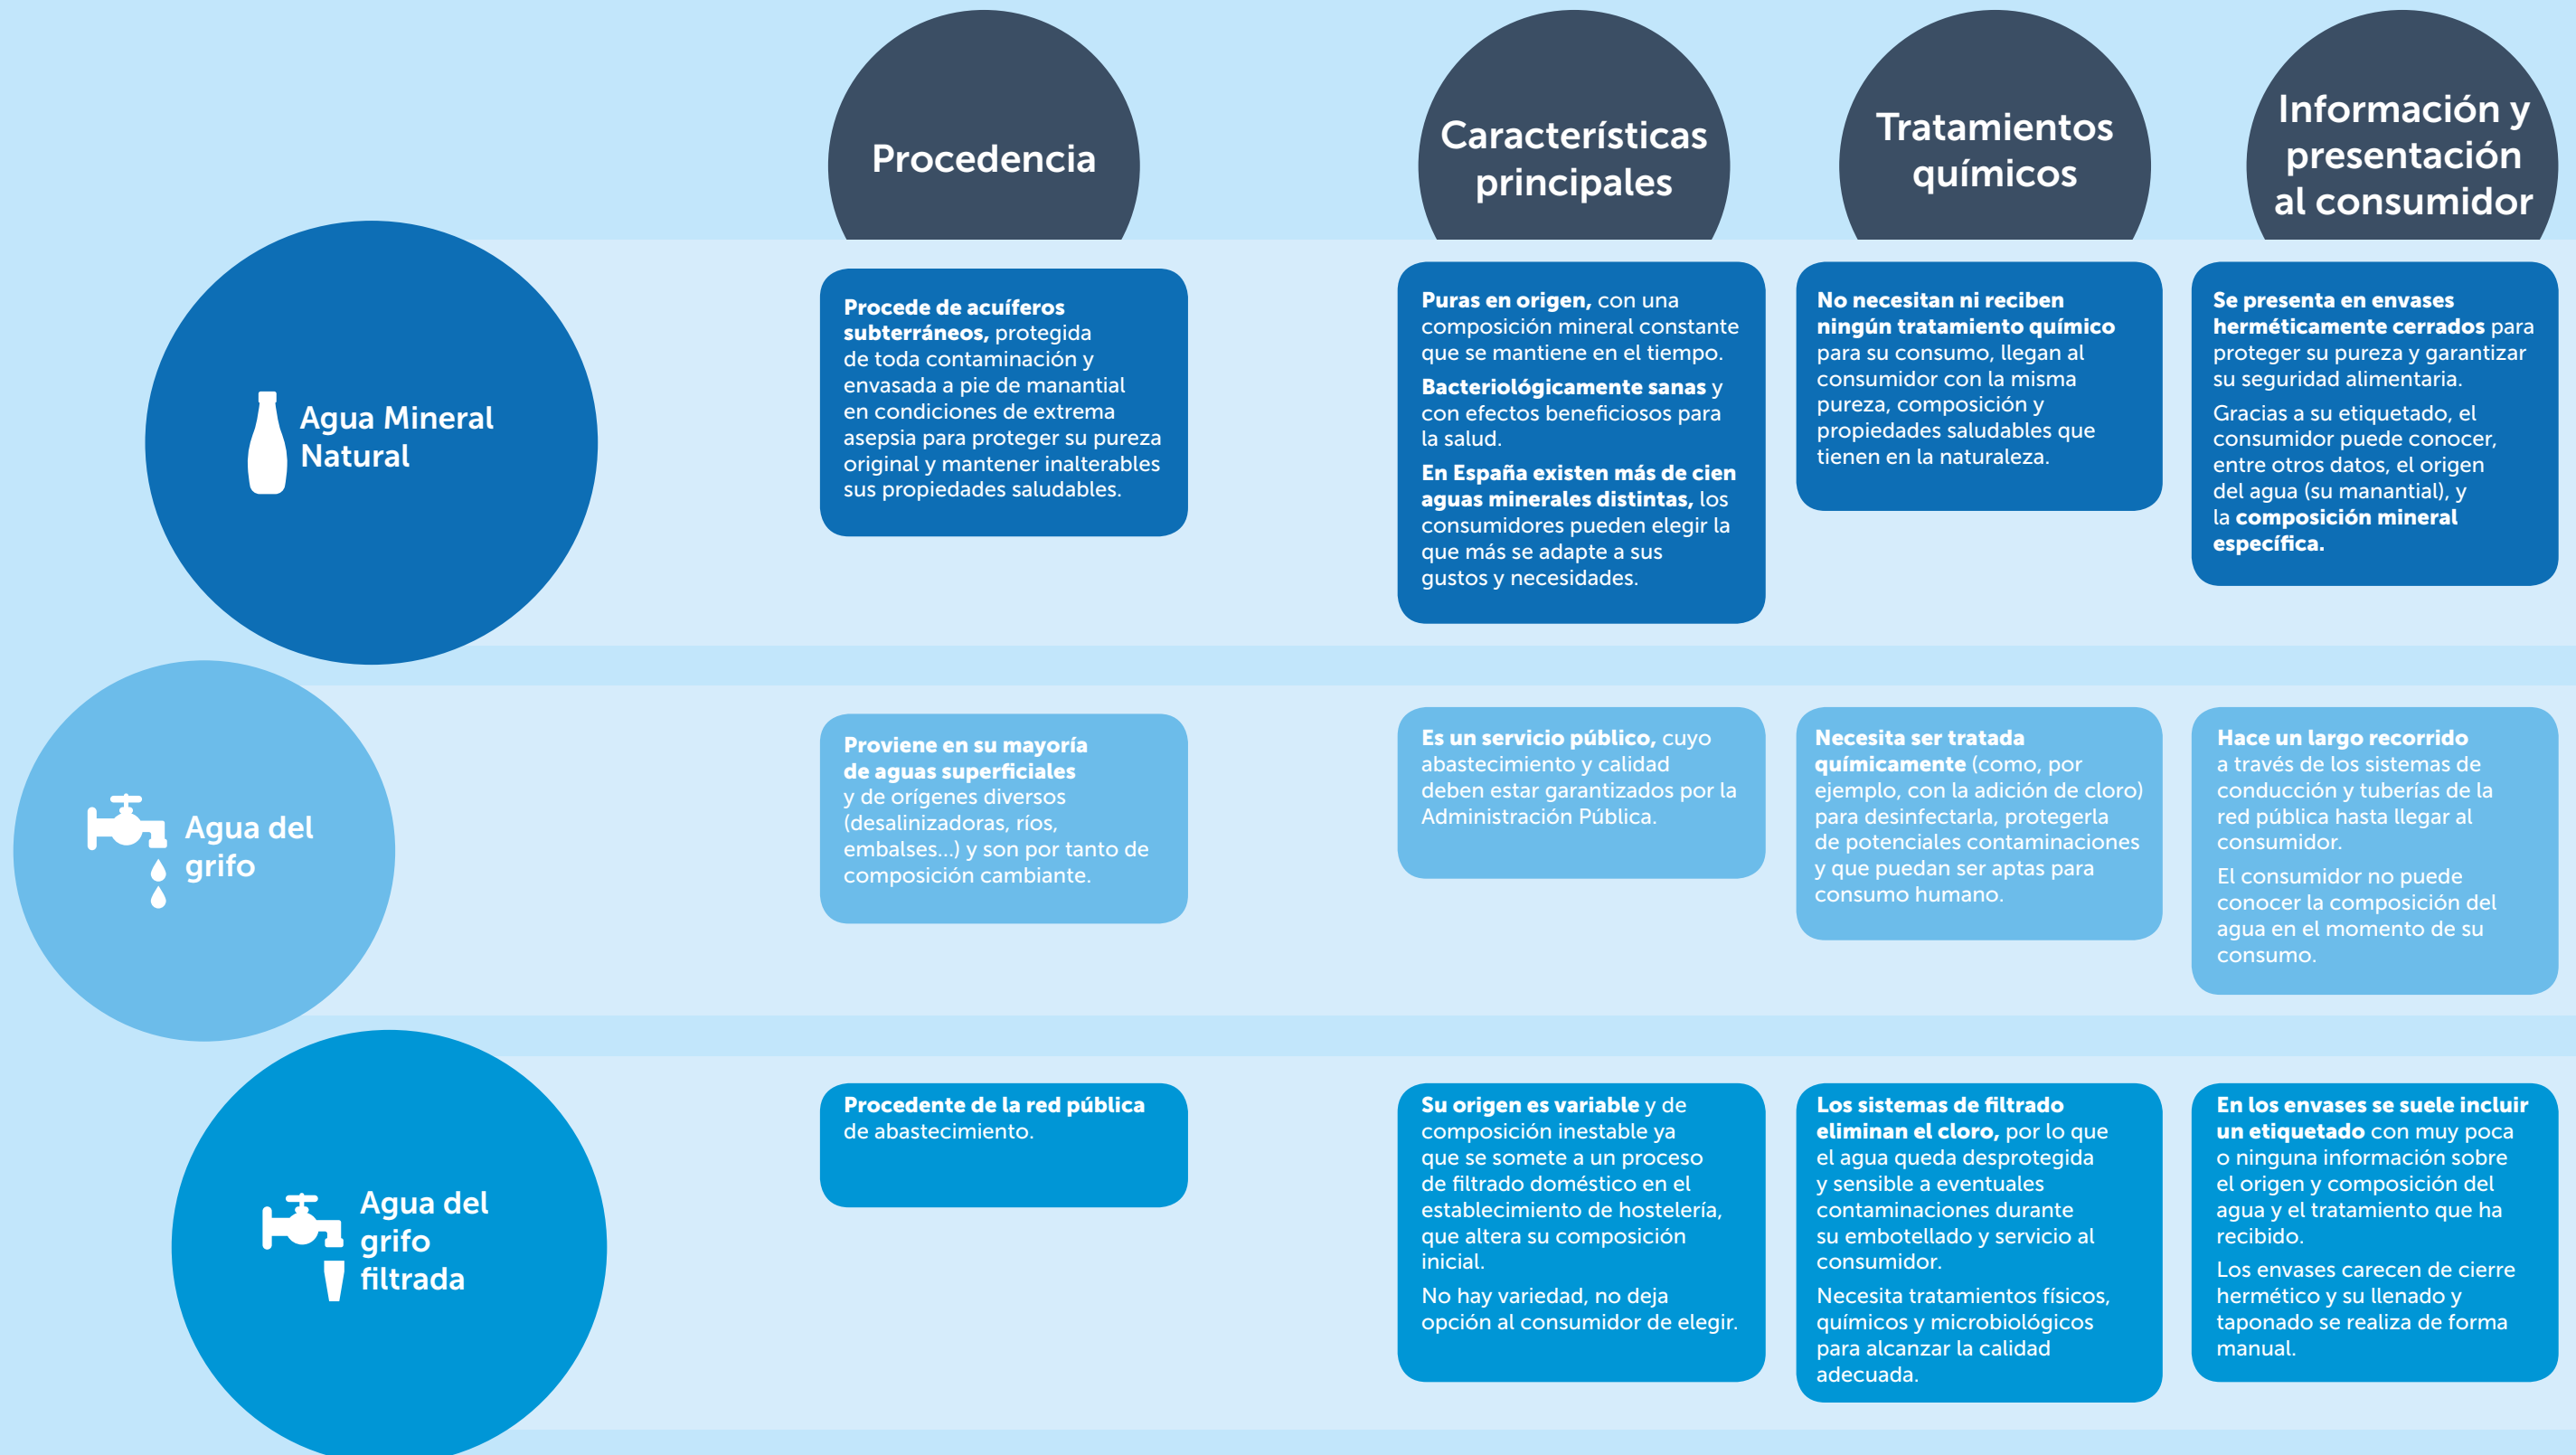 Procedencia
Características
principales
Tratamientos
químicos
Información y
presentación
al consumidor
Agua Mineral
Natural
Procede de acuíferos
subterráneos, protegida
de toda contaminación y
envasada a pie de manantial
en condiciones de extrema
asepsia para proteger su pureza
original y mantener inalterables
sus propiedades saludables.
Puras en origen, con una
composición mineral constante
que se mantiene en el tiempo.
Bacteriológicamente sanas y
con efectos beneficiosos para
la salud.
En España existen más de cien
aguas minerales distintas, los
consumidores pueden elegir la
que más se adapte a sus
gustos y necesidades.
No necesitan ni reciben
ningún tratamiento químico
para su consumo, llegan al
consumidor con la misma
pureza, composición y
propiedades saludables que
tienen en la naturaleza.
Se presenta en envases
herméticamente cerrados para
proteger su pureza y garantizar
su seguridad alimentaria.
Gracias a su etiquetado, el
consumidor puede conocer,
entre otros datos, el origen
del agua (su manantial), y
la composición mineral
específica.
Agua del
grifo
Proviene en su mayoría
de aguas superficiales
y de orígenes diversos
(desalinizadoras, ríos,
embalses...) y son por tanto de
composición cambiante.
Es un servicio público, cuyo
abastecimiento y calidad
deben estar garantizados por la
Administración Pública.
Necesita ser tratada
químicamente (como, por
ejemplo, con la adición de cloro)
para desinfectarla, protegerla
de potenciales contaminaciones
y que puedan ser aptas para
consumo humano.
Hace un largo recorrido
a través de los sistemas de
conducción y tuberías de la
red pública hasta llegar al
consumidor.
El consumidor no puede
conocer la composición del
agua en el momento de su
consumo.
Agua del
grifo
filtrada
Procedente de la red pública
de abastecimiento.
Su origen es variable y de
composición inestable ya
que se somete a un proceso
de filtrado doméstico en el
establecimiento de hostelería,
que altera su composición
inicial.
No hay variedad, no deja
opción al consumidor de elegir.
Los sistemas de filtrado
eliminan el cloro, por lo que
el agua queda desprotegida
y sensible a eventuales
contaminaciones durante
su embotellado y servicio al
consumidor.
Necesita tratamientos físicos,
químicos y microbiológicos
para alcanzar la calidad
adecuada.
En los envases se suele incluir
un etiquetado con muy poca
o ninguna información sobre
el origen y composición del
agua y el tratamiento que ha
recibido.
Los envases carecen de cierre
hermético y su llenado y
taponado se realiza de forma
manual.